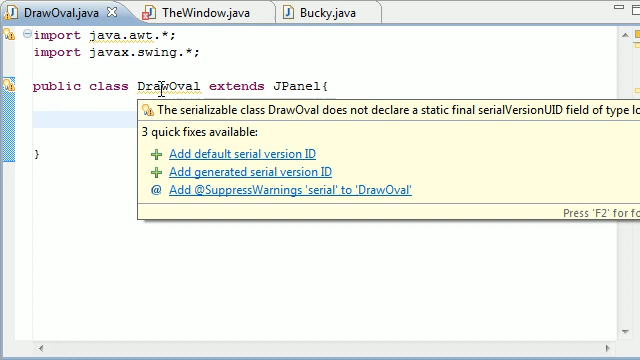 DrawOval.java TheWindow.java Bucky.java
import java.awt.*;
import javax.swing.*;
public class DrawOval extends JPanel{
The serializable class DrawOval does not declare a static final serialVersionUID field of type lo
3 quick fixes available:
Add default serial version ID
Add generated serial version ID
@ Add @SuppressWarnings 'serial' to 'DrawOval'
Press 'F2' for fo
}